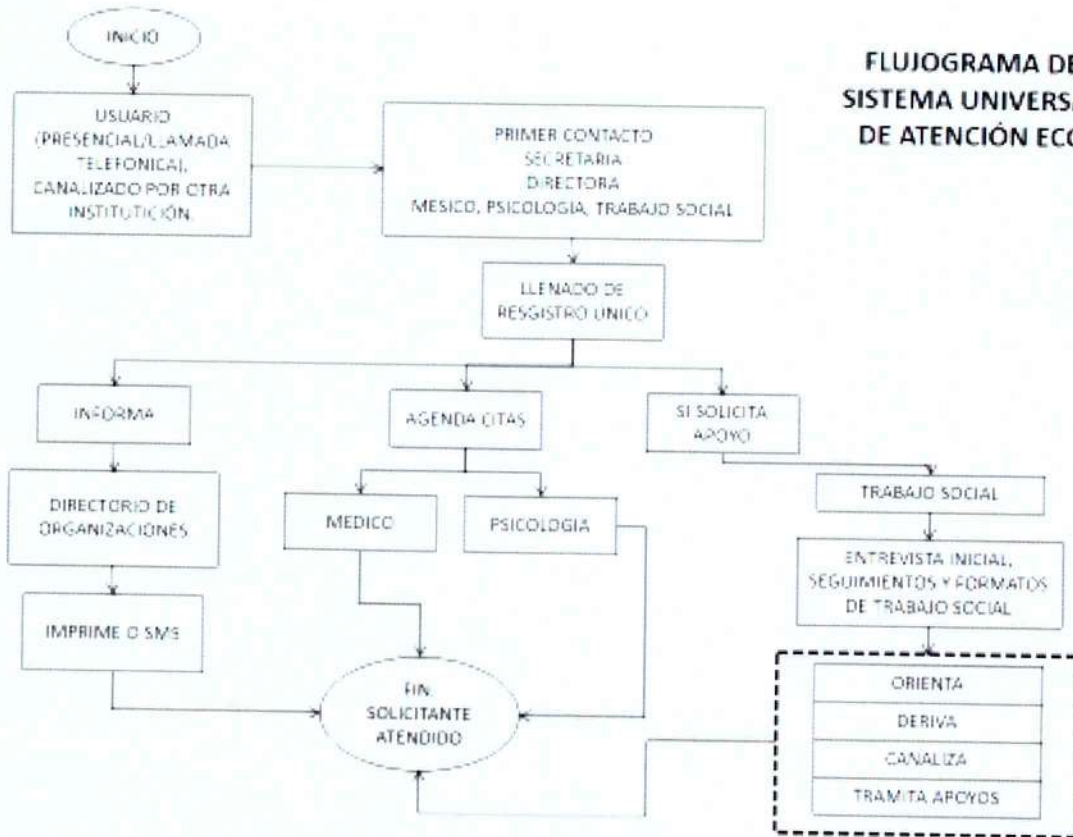 INICIO
FLUJOGRAMA DE
SISTEMA UNIVERSA
DE ATENCIÓN ECO
USUARIO
(PRESENCIAL/LLAMADA
TELEFONICA),
CANALIZADO POR OTRA
INSTITUTICIÓN.
PRIMER CONTACTO
SECRETARIA
DIRECTORA
MESICO, PSICOLOGIA, TRABAJO SOCIAL
LLENADO DE
RESGISTRO UNICO
INFORMA
AGENDA CITAS
SI SOLICITA
APOYO
DIRECTORIO DE
ORGANIZACIONES
MEDICO
PSICOLOGIA
TRABAJO SOCIAL
ENTREVISTA INICIAL,
SEGUIMIENTOS Y FORMATOS
DE TRABAJO SOCIAL
IMPRIME O SMS
FIN
SOLICITANTE
ATENDIDO
ORIENTA
DERIVA
CANALIZA
TRAMITA APOYOS